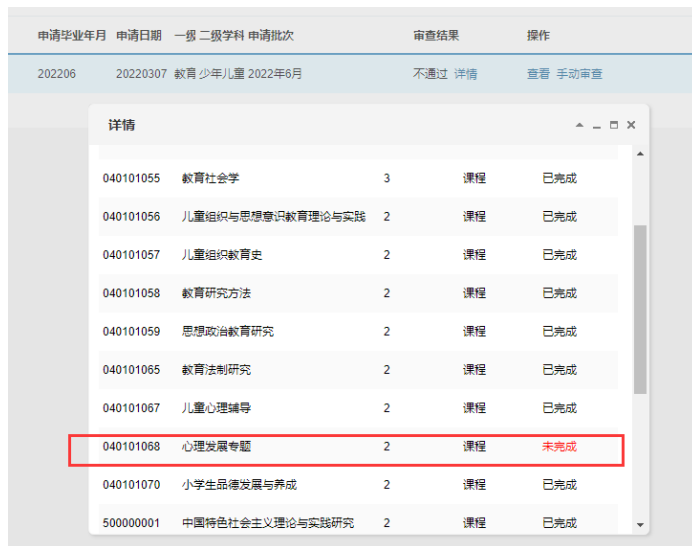 申请毕业年月 申请日期 一级 二级学科 申请批次 审查结果 操作
202206 20220307 教育 少年儿童 2022年6月 不通过 详情 查看 手动审查
详情
040101055 教育社会学 3 课程 已完成
040101056 儿童组织与思想意识教育理论与实践 2 课程 已完成
040101057 儿童组织教育史 2 课程 已完成
040101058 教育研究方法 2 课程 已完成
040101059 思想政治教育研究 2 课程 已完成
040101065 教育法制研究 2 课程 已完成
040101067 儿童心理辅导 2 课程 已完成
040101068 心理发展专题 2 课程 未完成
040101070 小学生品德发展与养成 2 课程 已完成
500000001 中国特色社会主义理论与实践研究 2 课程 已完成